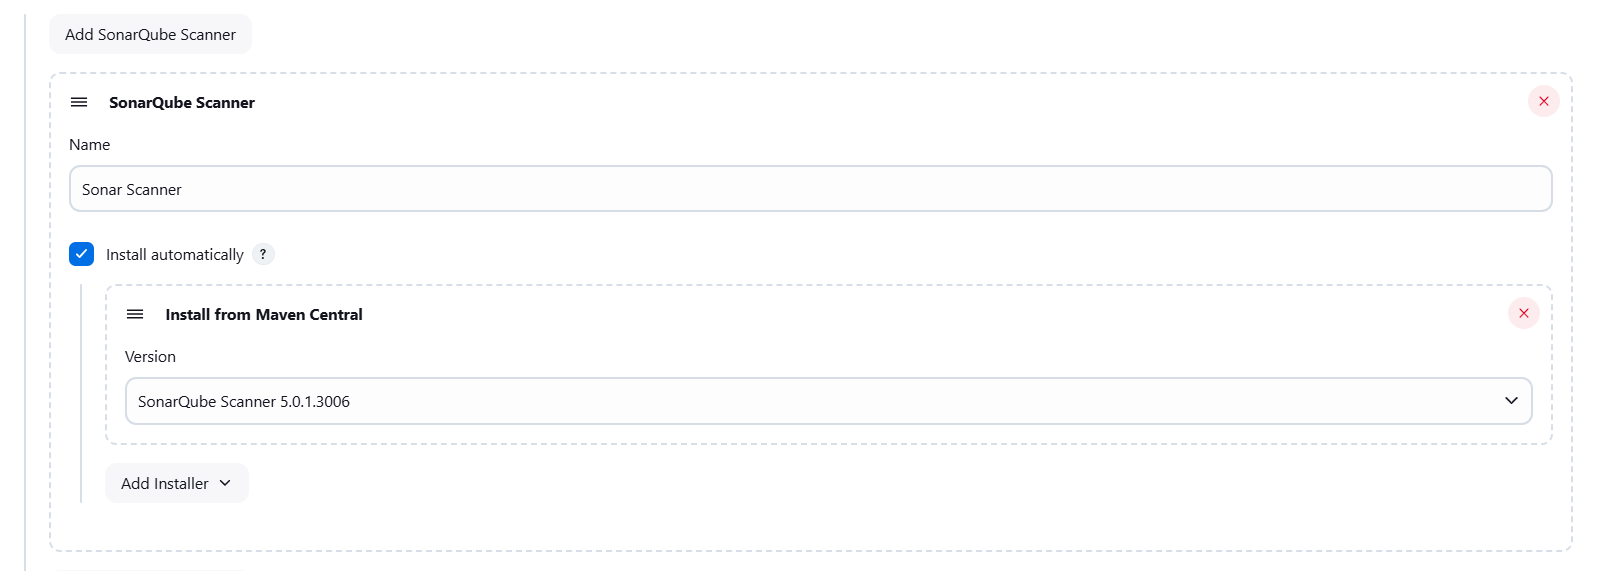 Add SonarQube Scanner
SonarQube Scanner
Name
Sonar Scanner
Install automatically ?
Install from Maven Central
Version
SonarQube Scanner 5.0.1.3006
Add Installer